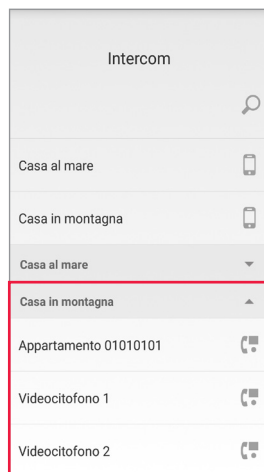 Intercom
Casa al mare
Casa in montagna
Casa al mare
Casa in montagna
Appartamento 01010101
Videocitofono 1
Videocitofono 2